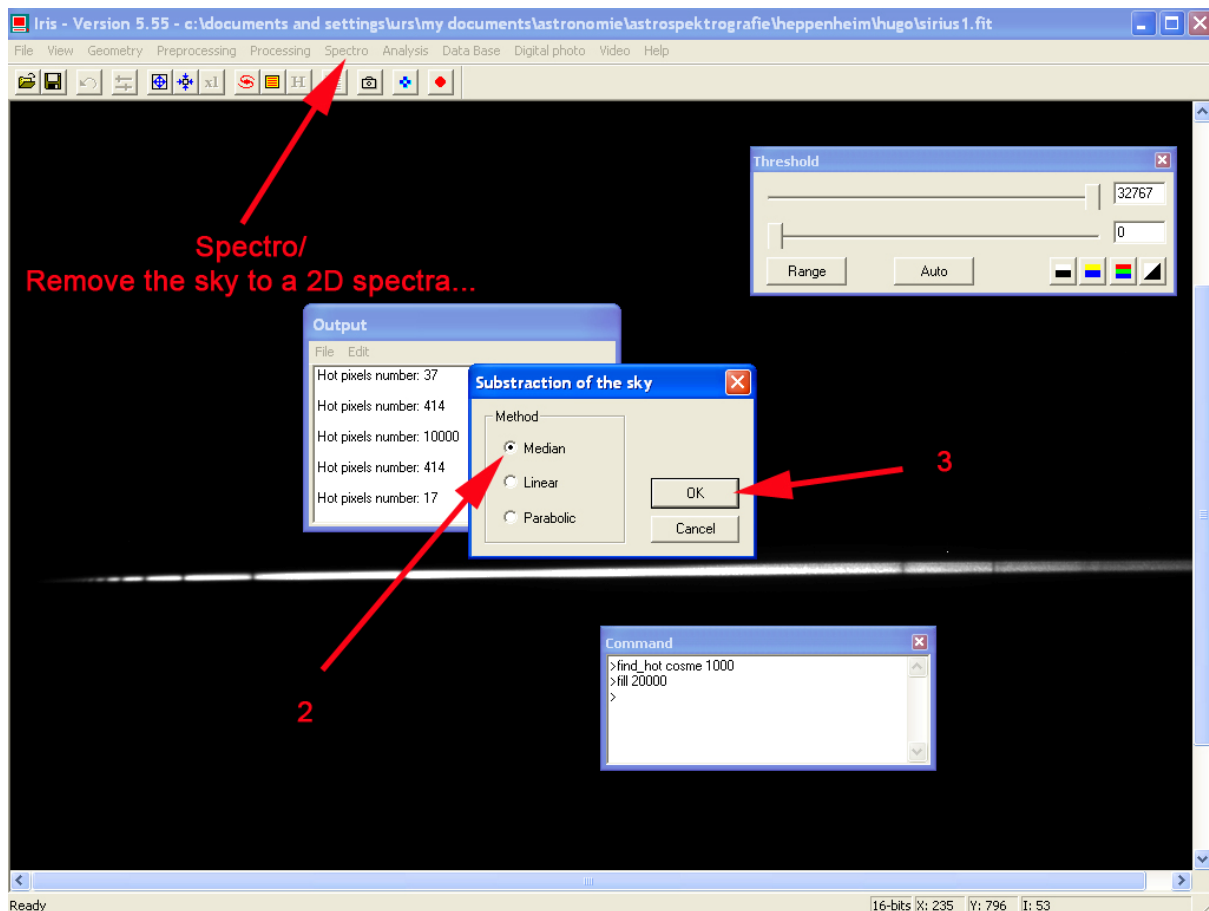 Iris - Version 5.55 - c:\documents and settings\urs\my documents\astronomie\astrospektrografie\heppenheim\hugo\sirius1.fit
File View Geometry Preprocessing Processing Spectro Analysis Data Base Digital photo Video Help
x1 H
Spectro/
Remove the sky to a 2D spectra...
Threshold
32767
0
Range Auto
Output
File Edit
Hot pixels number: 37
Hot pixels number: 414
Hot pixels number: 10000
Hot pixels number: 414
Hot pixels number: 17
Substraction of the sky
Method
Median
Linear
Parabolic
OK
Cancel
3
2
Command
>find_hot cosme 1000
>fill 20000
>
Ready
16-bits X: 235 Y: 796 I: 53